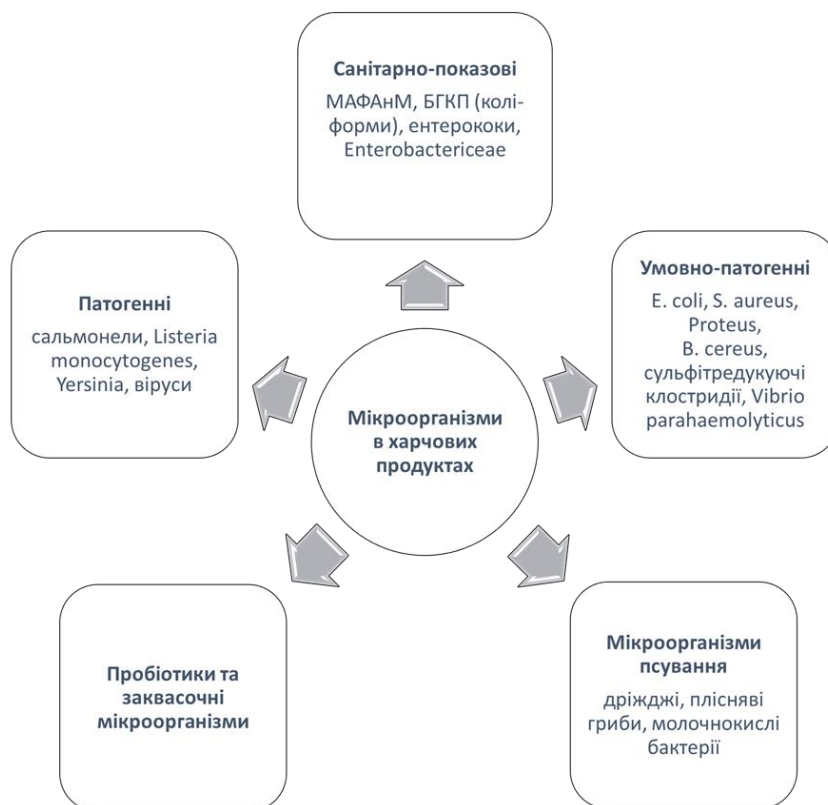 Санітарно-показові
МАФАнМ, БГКП (колі-
форми), ентерококи,
Enterobactericeae
Патогенні
сальмонели, Listeria
monocytogenes,
Yersinia, віруси
Умовно-патогенні
E. coli, S. aureus,
Proteus,
B. cereus,
сульфітредукуючі
клостридії, Vibrio
parahaemolyticus
Мікроорганізми
в харчових
продуктах
Пробіотики та
заквасочні
мікроорганізми
Мікроорганізми
псування
дріжджі, плісняві
гриби, молочнокислі
бактерії